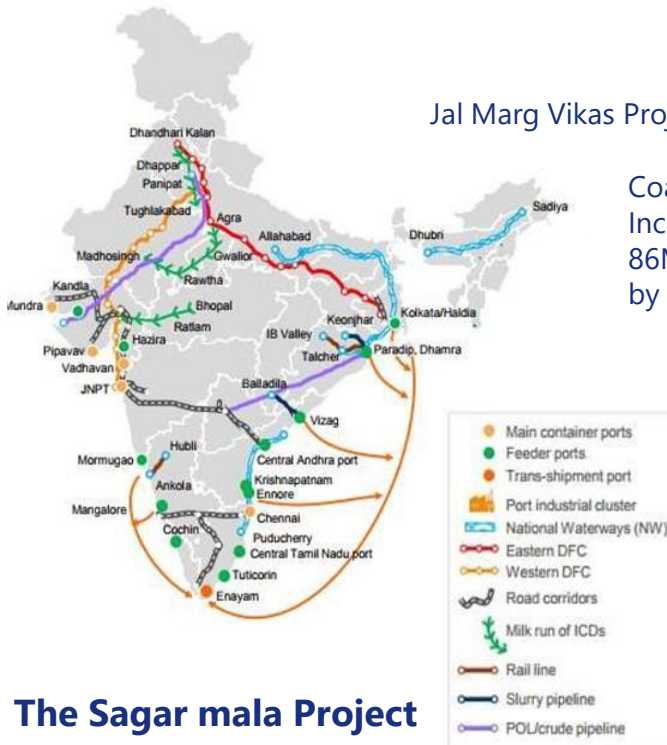 Jal Marg Vikas Proj
Coa
Inc
86M
by
Dhandhari Kalan
Dhappar
Panipat
Tughlakabad
Agra
Allahabad
Dhubri
Sadiya
Madhosingh
Gwalior
Rawtha
Kandla
Mundra
Bhopal
Ratlam
Hazira
Pipavav
Vadhavan
JNPT
Keonjhar
IB Valley
Kolkata/Haldia
Talcher
Paradip, Dhamra
Bailadila
Vizag
Hubli
Mormugao
Central Andhra port
Ankola
Krishnapatnam
Ennore
Mangalore
Chennai
Cochin
Puducherry
Central Tamil Nadu port
Tuticorin
Enayam
Main container ports
Feeder ports
Trans-shipment port
Port industrial cluster
National Waterways (NW)
Eastern DFC
Western DFC
Road corridors
Milk run of ICDs
Rail line
Slurry pipeline
POL/crude pipeline
The Sagar mala Project